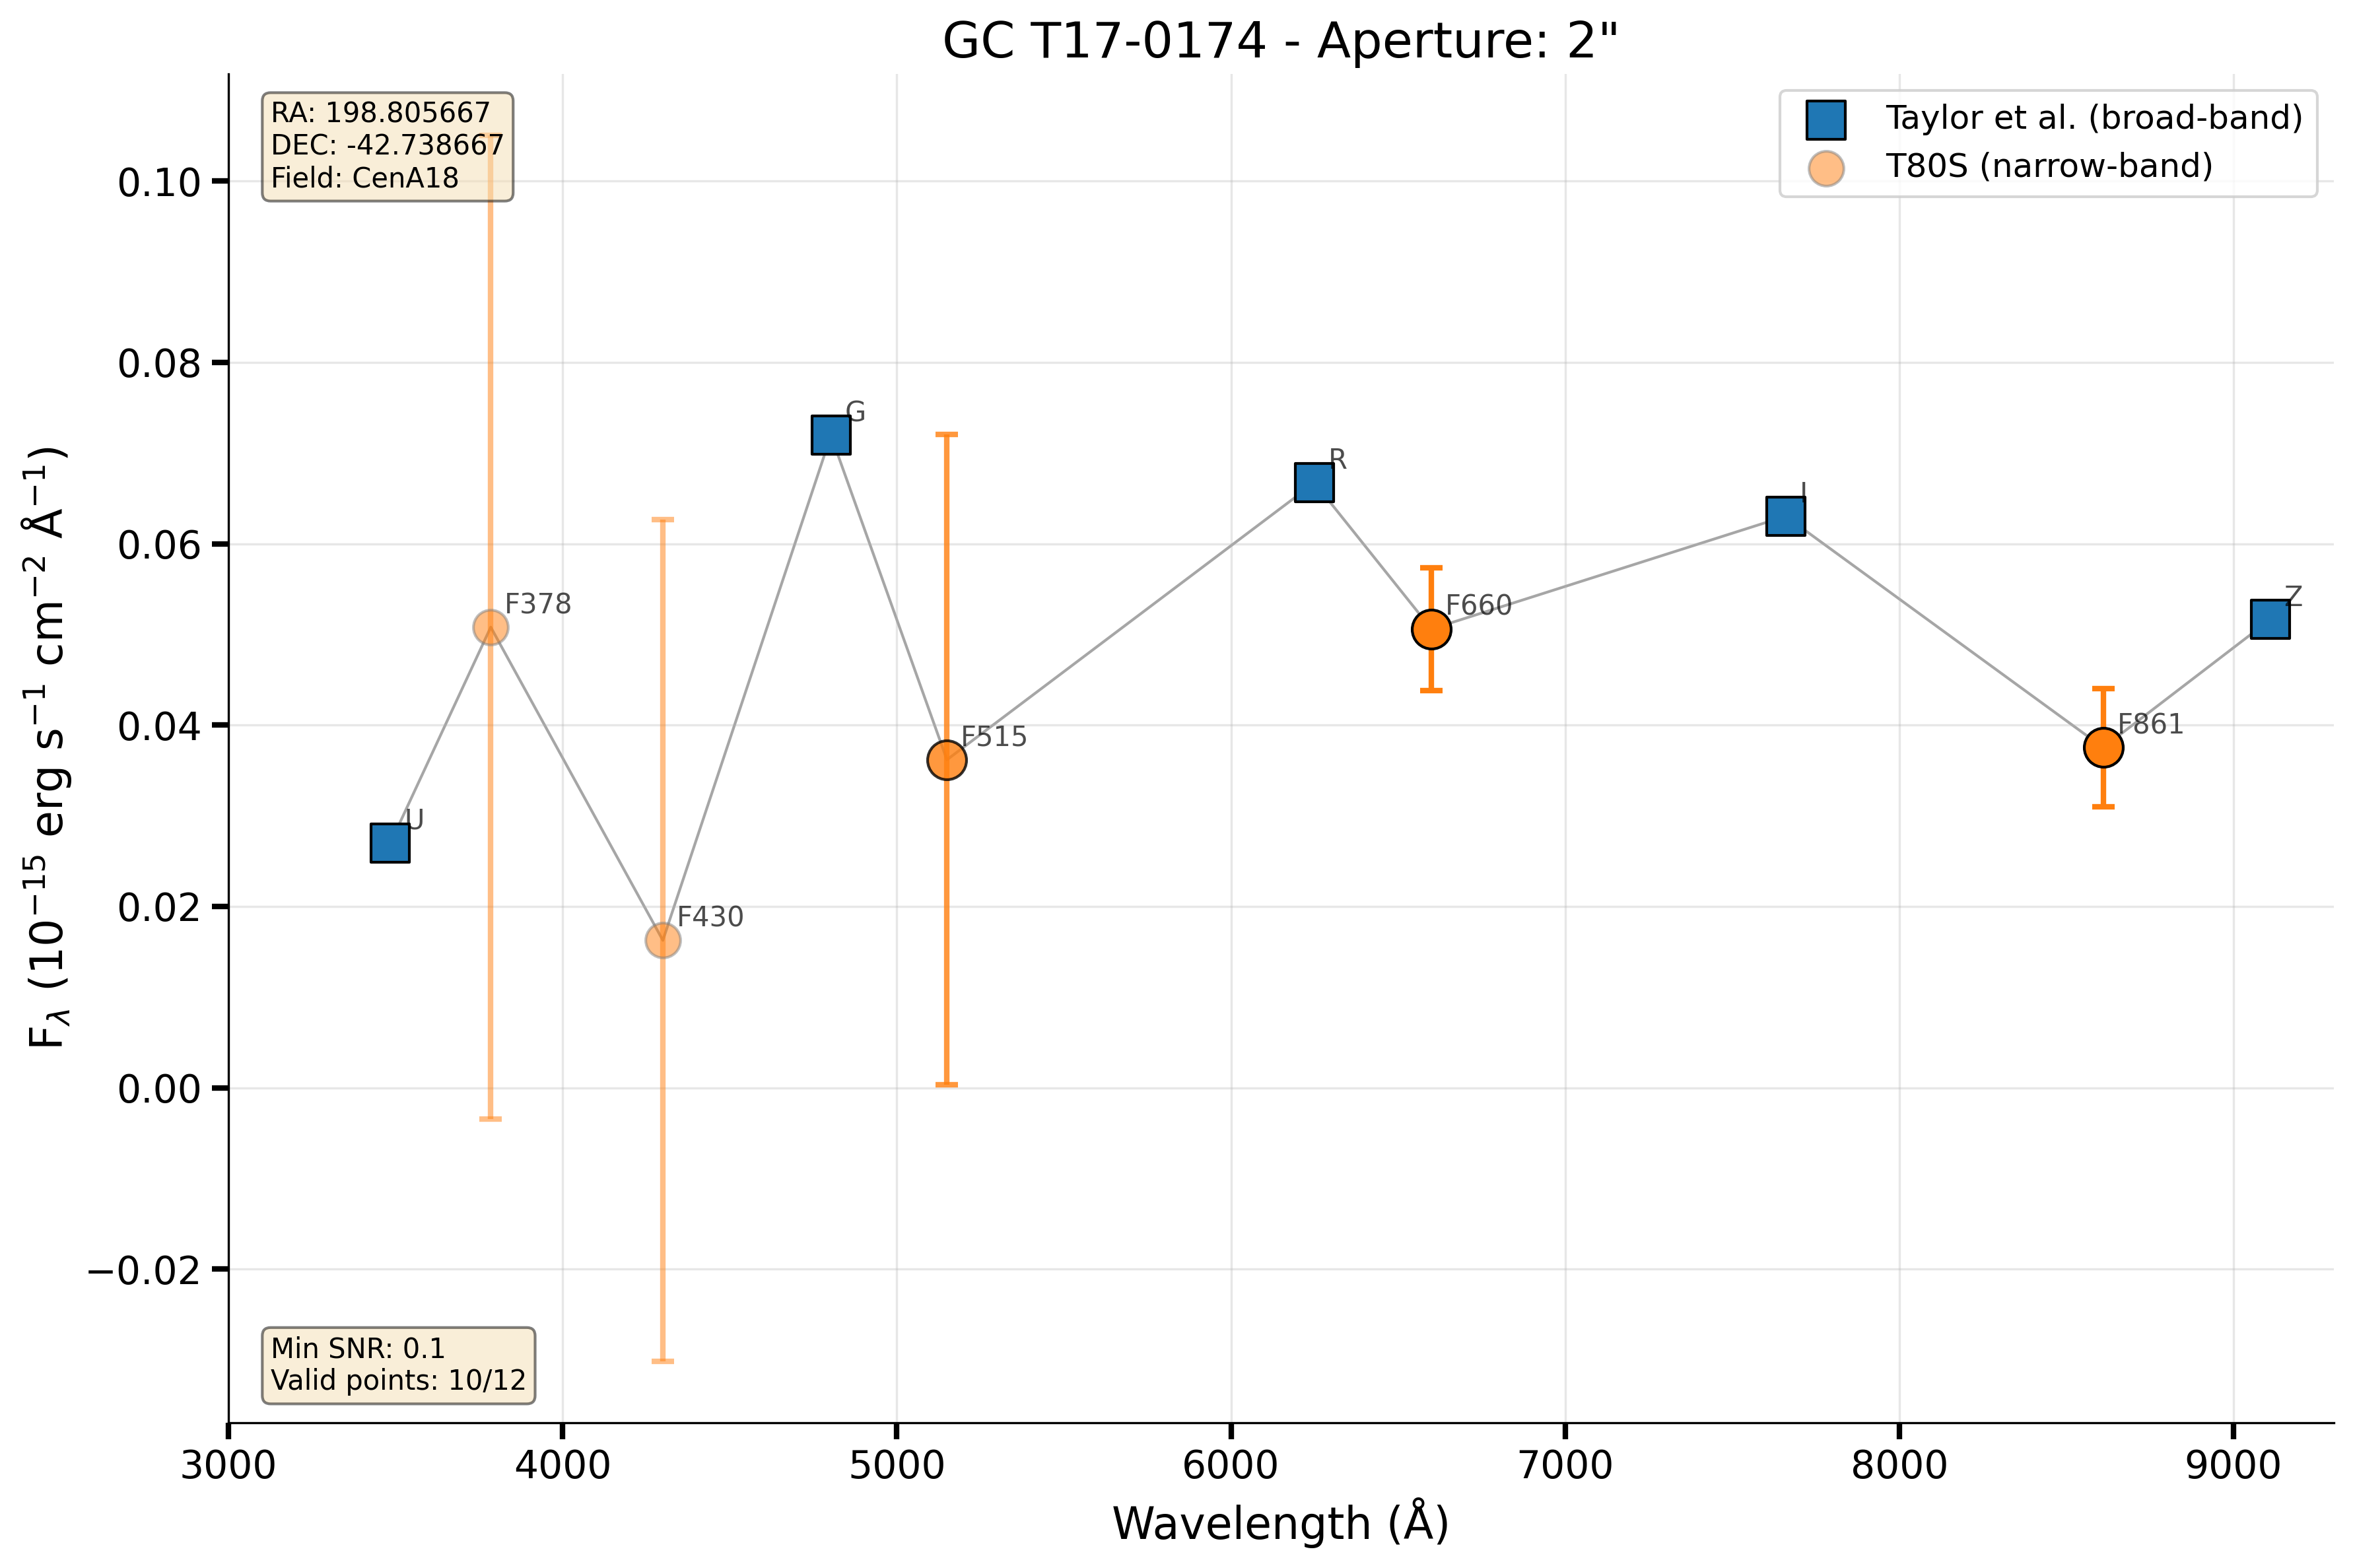 GC T17-0174 - Aperture: 2"
RA: 198.805667
DEC: -42.738667
Field: CenA18
Taylor et al. (broad-band)
T80S (narrow-band)
F$_{λ}$ (10$^{−15}$ erg s$^{−1}$ cm$^{−2}$ Å$^{−1}$)
0.10
0.08
0.06
0.04
0.02
0.00
−0.02
U
F378
F430
G
F515
R
F660
I
F861
Z
Min SNR: 0.1
Valid points: 10/12
3000 4000 5000 6000 7000 8000 9000
Wavelength (Å)